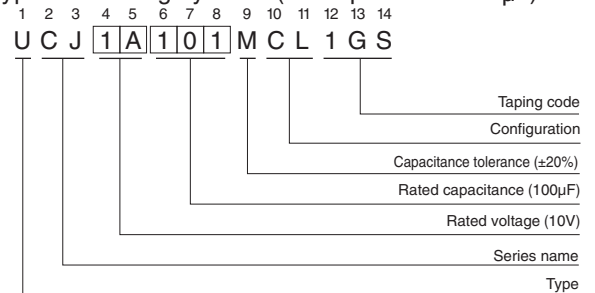 1 2 3 4 5 6 7 8 9 10 11 12 13 14
U C J 1 A 1 0 1 M C L 1 G S
Taping code
Configuration
Capacitance tolerance (±20%)
Rated capacitance (100µF)
Rated voltage (10V)
Series name
Type